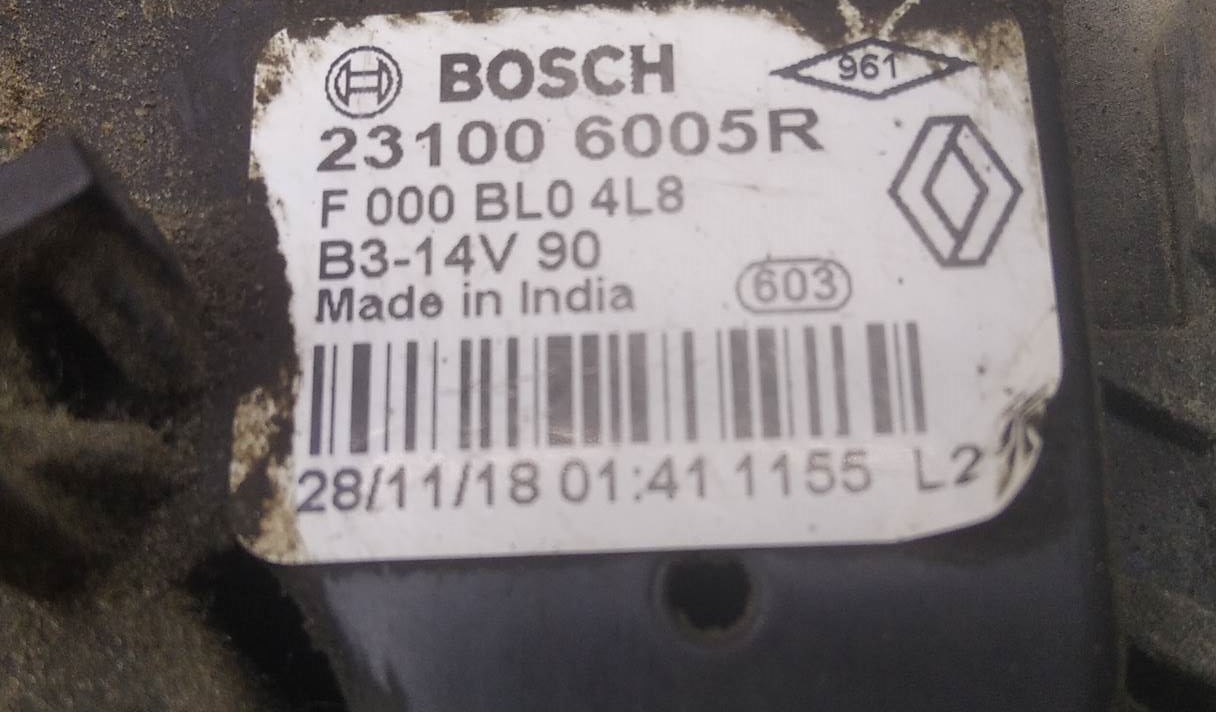 BOSCH
961
23100 6005R
F 000 BL0 4L8
B3-14V 90
Made in India
603
28/11/18 01:41 1155 L2